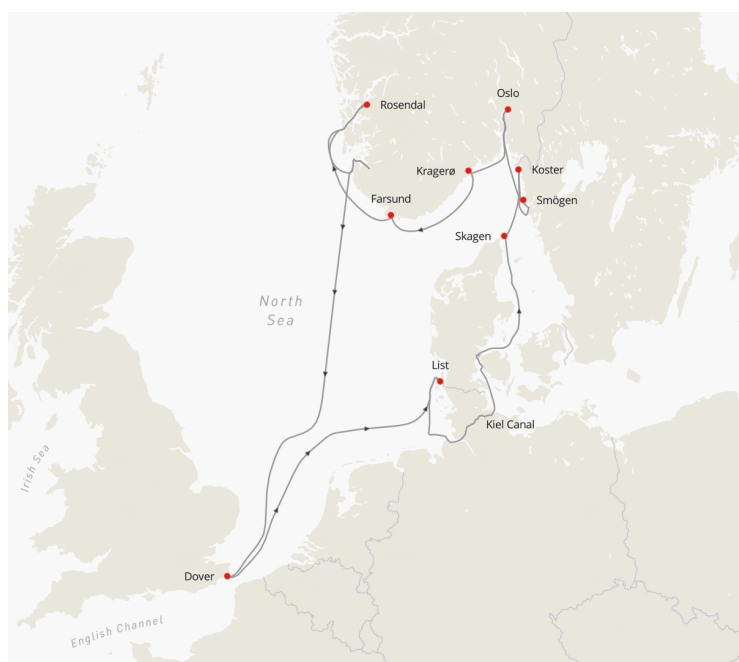 Oslo
Rosendal
Kragerø
Koster
Farsund
Smögen
Skagen
North
Sea
List
Kiel Canal
Irish Sea
Dover
English Channel